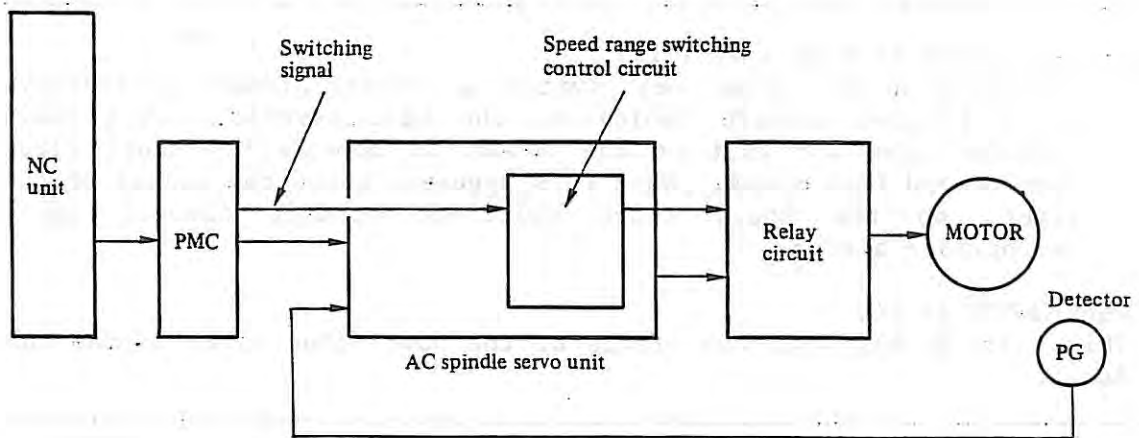 Switching
signal
Speed range switching
control circuit
NC
unit
PMC
Relay
circuit
MOTOR
Detector
PG
AC spindle servo unit